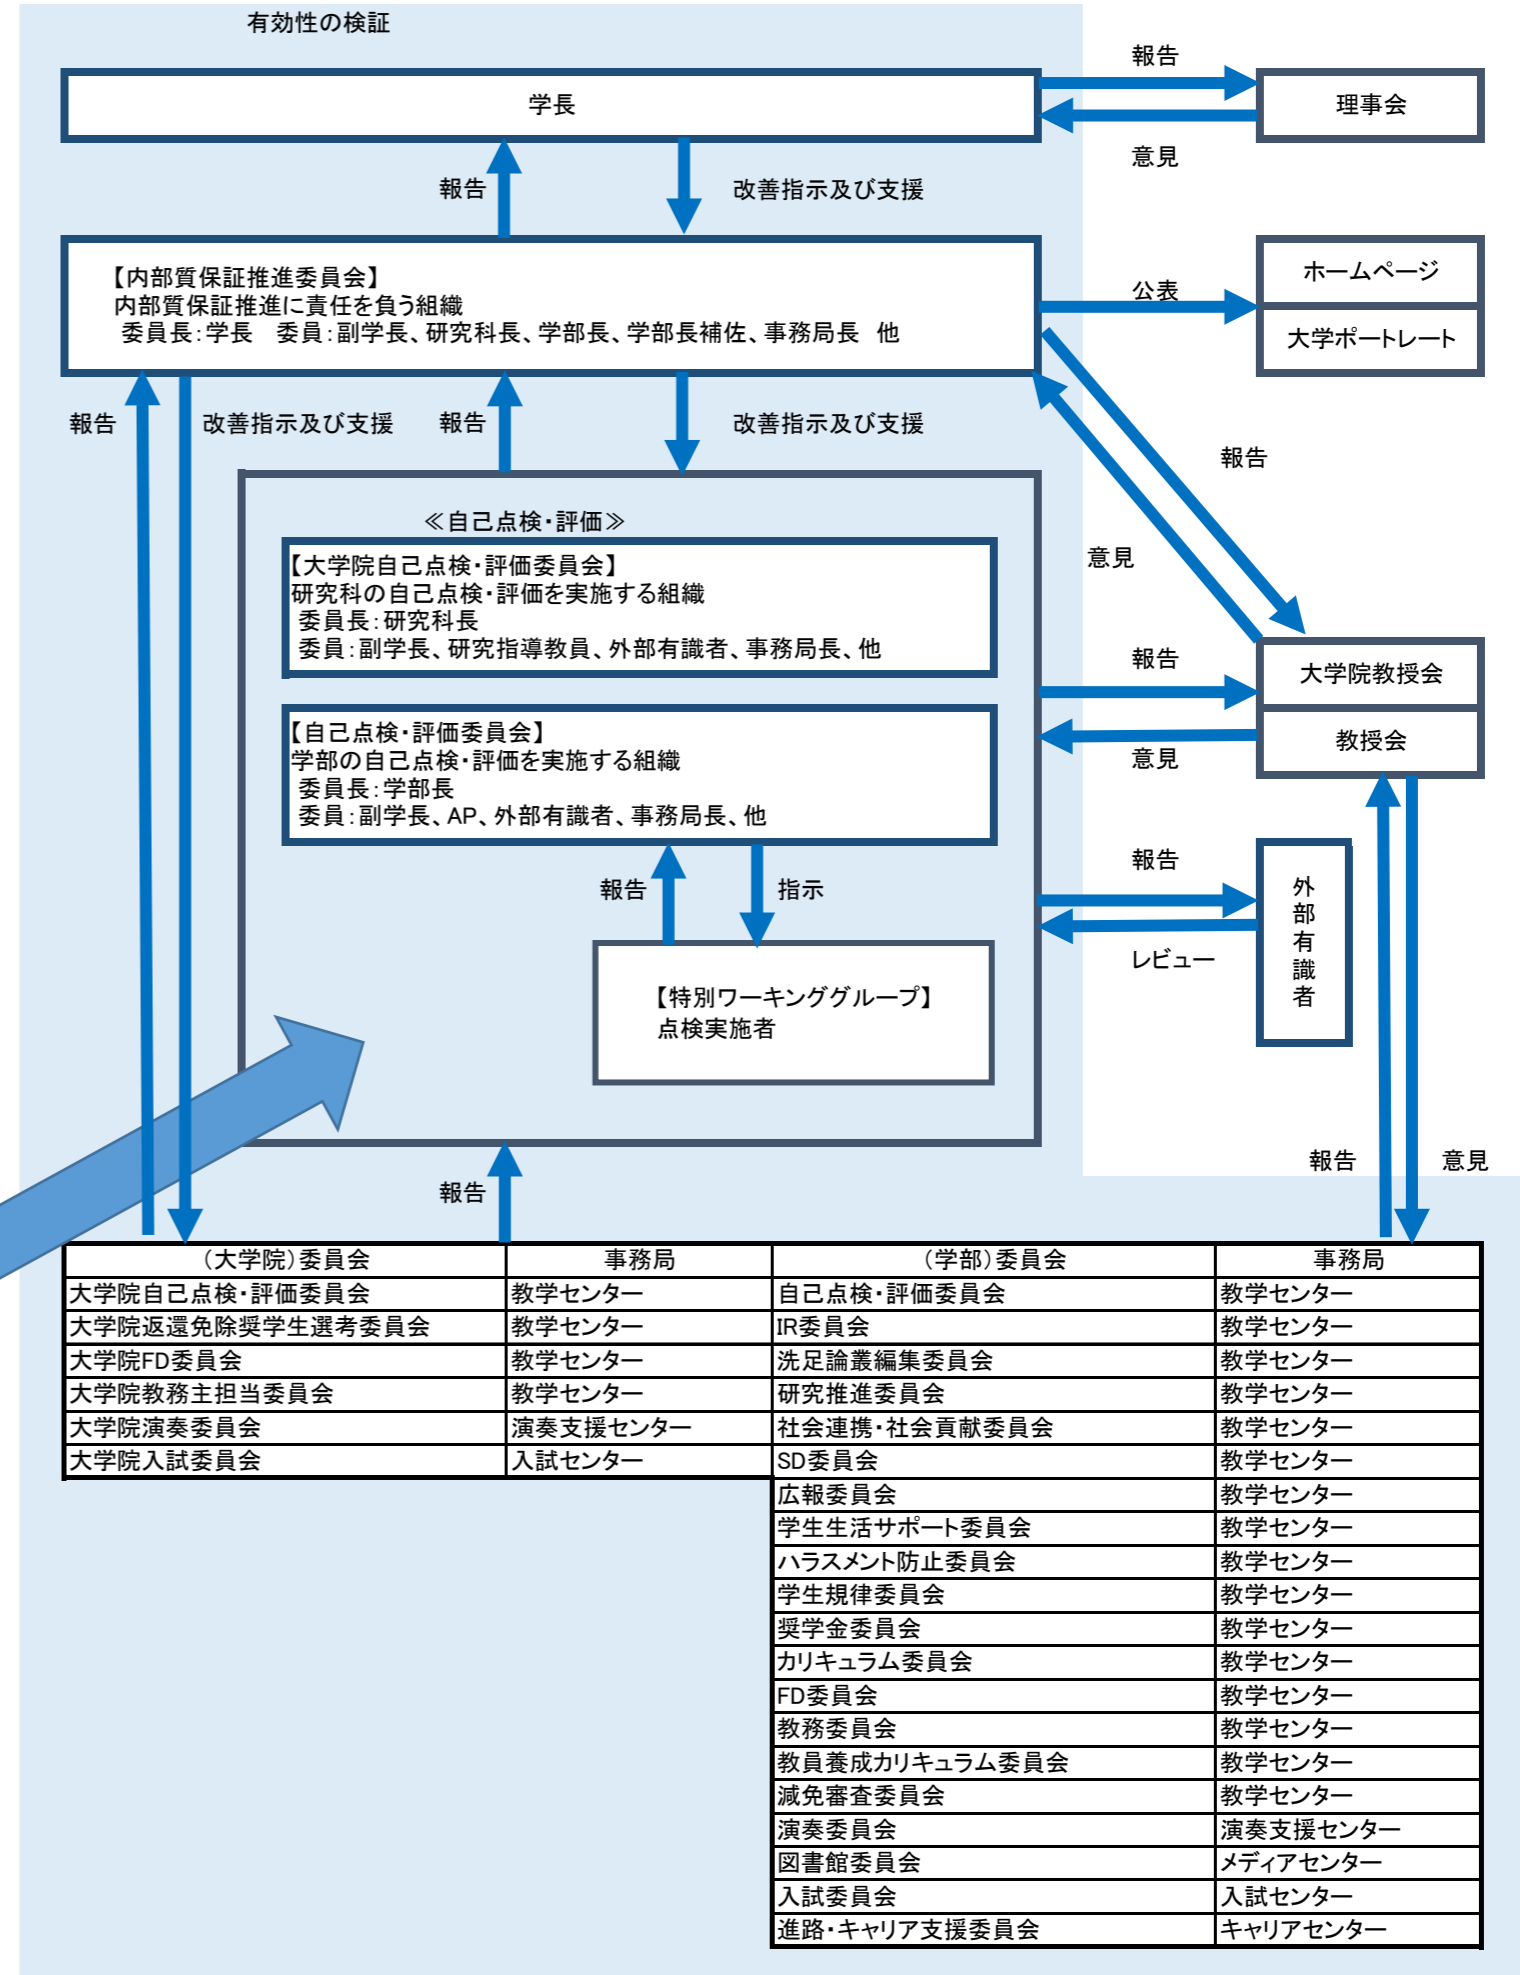 有効性の検証
報告
学長
理事会
意見
報告
改善指示及び支援
【内部質保証推進委員会】
内部質保証推進に責任を負う組織
委員長：学長　委員：副学長、研究科長、学部長、学部長補佐、事務局長　他
公表
ホームページ
大学ポートレート
報告
改善指示及び支援
報告
改善指示及び支援
報告
意見
≪自己点検・評価≫
【大学院自己点検・評価委員会】
研究科の自己点検・評価を実施する組織
委員長：研究科長
委員：副学長、研究指導教員、外部有識者、事務局長、他
報告
大学院教授会
【自己点検・評価委員会】
学部の自己点検・評価を実施する組織
委員長：学部長
委員：副学長、AP、外部有識者、事務局長、他
意見
教授会
報告
指示
報告
レビュー
外部有識者
【特別ワーキンググループ】
点検実施者
報告
報告
意見
（大学院）委員会 事務局 （学部）委員会 事務局
大学院自己点検・評価委員会 教学センター 自己点検・評価委員会 教学センター
大学院返還免除奨学生選考委員会 教学センター IR委員会 教学センター
大学院FD委員会 教学センター 洗足論叢編集委員会 教学センター
大学院教務主担当委員会 教学センター 研究推進委員会 教学センター
大学院演奏委員会 演奏支援センター 社会連携・社会貢献委員会 教学センター
大学院入試委員会 入試センター SD委員会 教学センター
広報委員会 教学センター
学生生活サポート委員会 教学センター
ハラスメント防止委員会 教学センター
学生規律委員会 教学センター
奨学金委員会 教学センター
カリキュラム委員会 教学センター
FD委員会 教学センター
教務委員会 教学センター
教員養成カリキュラム委員会 教学センター
減免審査委員会 教学センター
演奏委員会 演奏支援センター
図書館委員会 メディアセンター
入試委員会 入試センター
進路・キャリア支援委員会 キャリアセンター